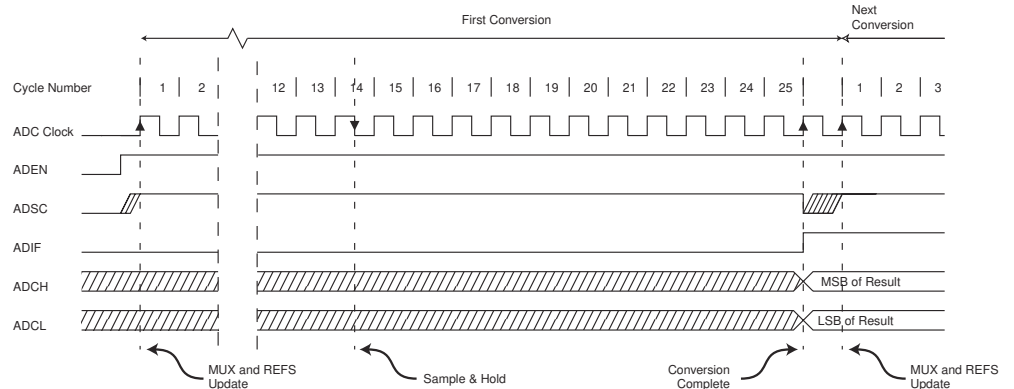 First Conversion
Next
Conversion
Cycle Number 1 2 12 13 14 15 16 17 18 19 20 21 22 23 24 25 1 2 3
ADC Clock
ADEN
ADSC
ADIF
ADCH MSB of Result
ADCL LSB of Result
MUX and REFS
Update
Sample & Hold
Conversion
Complete
MUX and REFS
Update